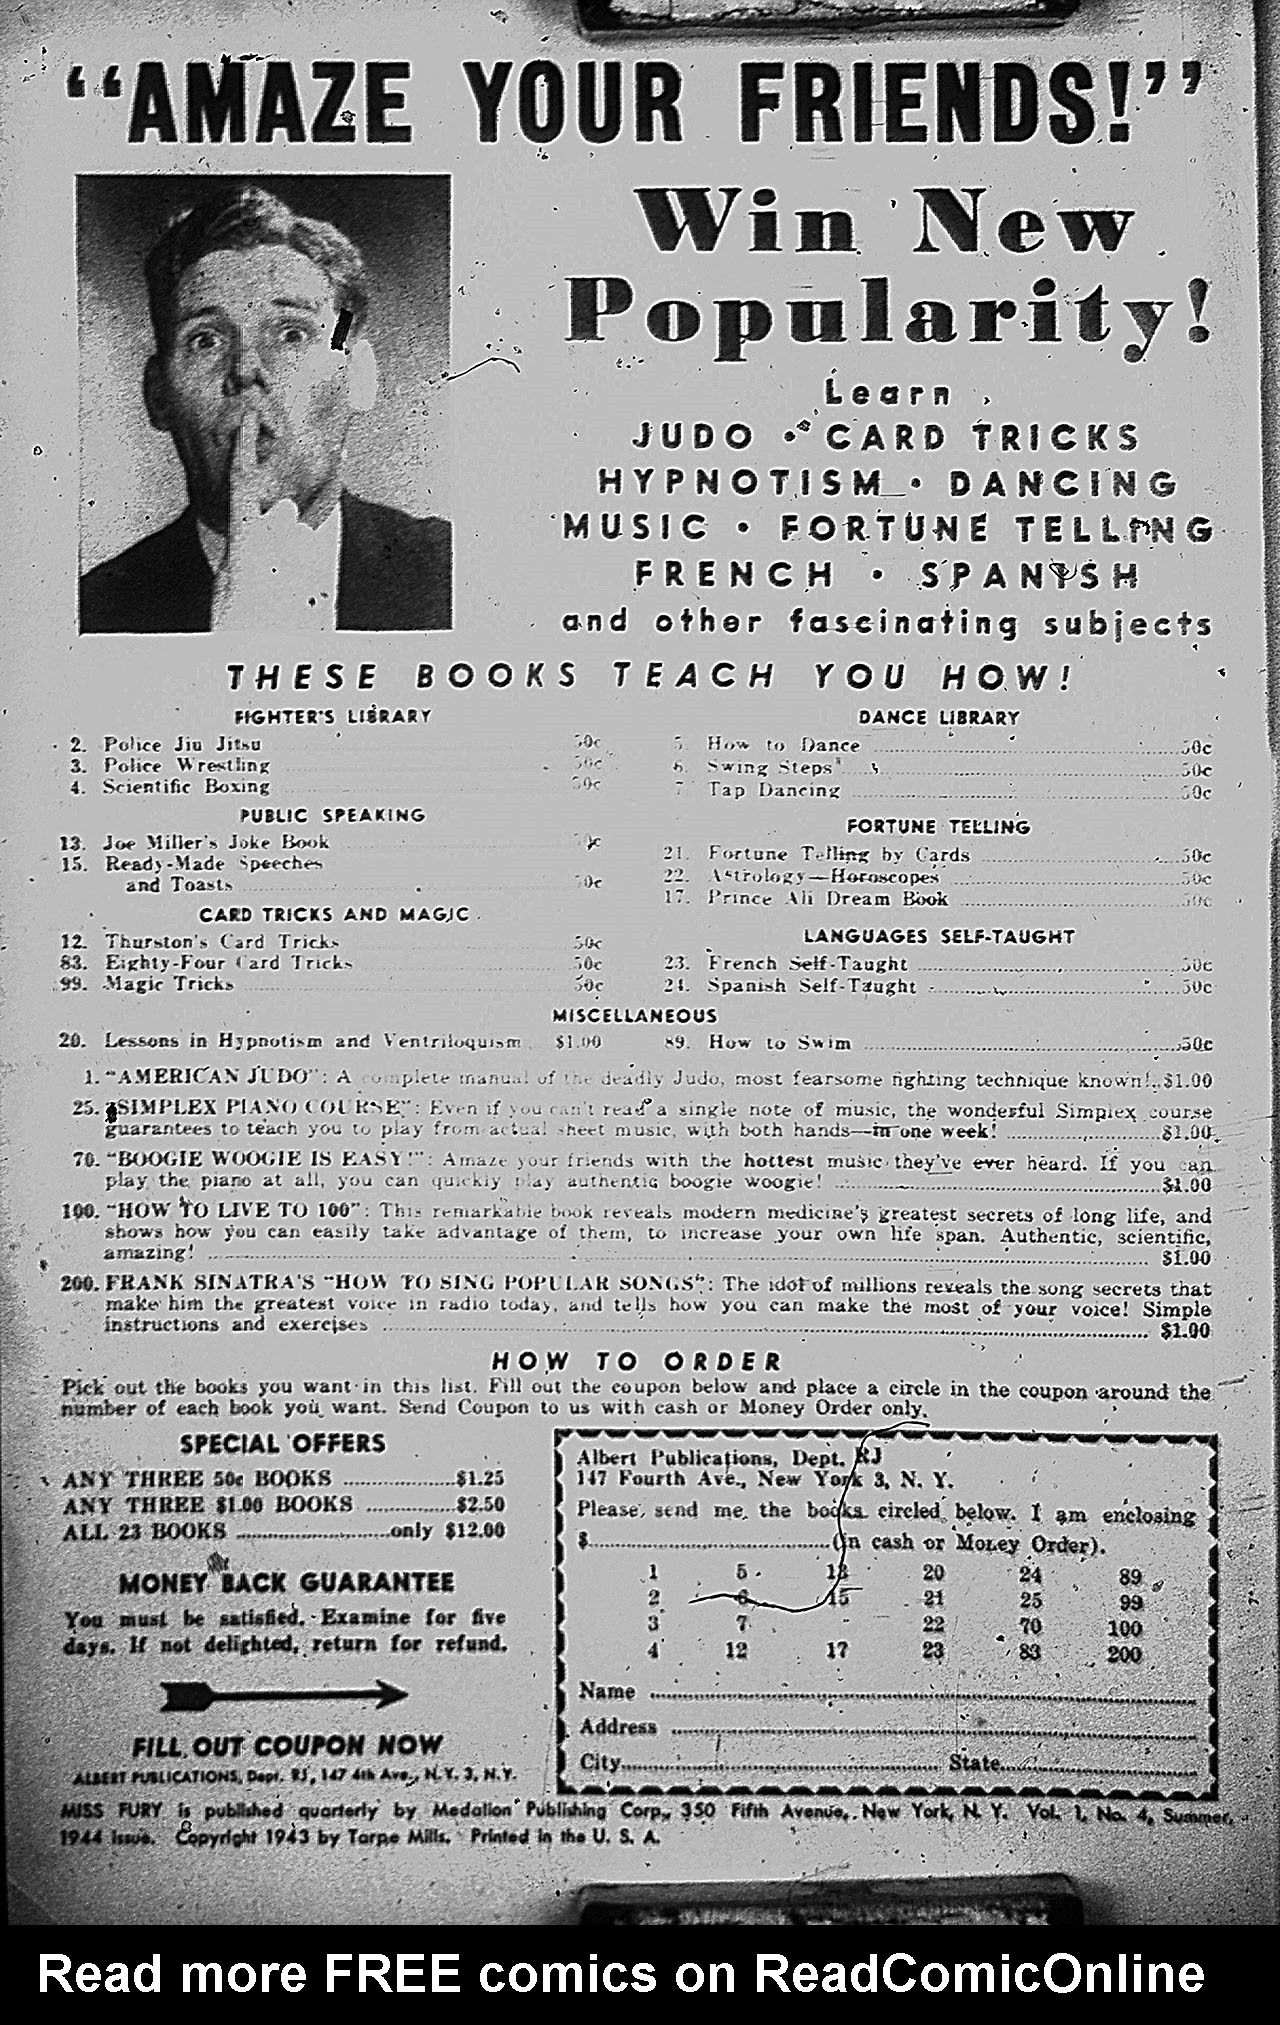 "AMAZE YOUR FRIENDS!"
Win New
Popularity!
Learn
JUDO • CARD TRICKS
HYPNOTISM • DANCING
MUSIC • FORTUNE TELLING
FRENCH • SPANISH
and other fascinating subjects
THESE BOOKS TEACH YOU HOW!
FIGHTER'S LIBRARY
2. Police Jiu Jitsu 50c
3. Police Wrestling 50c
4. Scientific Boxing 50c
PUBLIC SPEAKING
13. Joe Miller's Joke Book 50c
15. Ready-Made Speeches
and Toasts 50c
CARD TRICKS AND MAGIC
12. Thurston's Card Tricks 50c
83. Eighty-Four Card Tricks 50c
99. Magic Tricks 50c
DANCE LIBRARY
5. How to Dance 50c
6. Swing Steps 50c
7. Tap Dancing 50c
FORTUNE TELLING
21. Fortune Telling by Cards 50c
22. Astrology—Horoscopes 50c
17. Prince Ali Dream Book 50c
LANGUAGES SELF-TAUGHT
23. French Self-Taught 50c
24. Spanish Self-Taught 50c
MISCELLANEOUS
20. Lessons in Hypnotism and Ventriloquism $1.00
89. How to Swim 50c
1. "AMERICAN JUDO": A complete manual of the deadly Judo, most fearsome fighting technique known! $1.00
25. "SIMPLEX PIANO COURSE": Even if you can't read a single note of music, the wonderful Simplex course
guarantees to teach you to play from actual sheet music, with both hands—in one week! $1.00
70. "BOOGIE WOOGIE IS EASY!": Amaze your friends with the hottest music they've ever heard. If you can
play the piano at all, you can quickly play authentic boogie woogie! $1.00
100. "HOW TO LIVE TO 100": This remarkable book reveals modern medicine's greatest secrets of long life, and
shows how you can easily take advantage of them, to increase your own life span. Authentic, scientific,
amazing! $1.00
200. FRANK SINATRA'S "HOW TO SING POPULAR SONGS": The idol of millions reveals the song secrets that
make him the greatest voice in radio today, and tells how you can make the most of your voice! Simple
instructions and exercises $1.00
HOW TO ORDER
Pick out the books you want in this list. Fill out the coupon below and place a circle in the coupon around the
number of each book you want. Send Coupon to us with cash or Money Order only.
SPECIAL OFFERS
ANY THREE 50c BOOKS $1.25
ANY THREE $1.00 BOOKS $2.50
ALL 23 BOOKS only $12.00
MONEY BACK GUARANTEE
You must be satisfied. Examine for five
days. If not delighted, return for refund.
FILL OUT COUPON NOW
ALBERT PUBLICATIONS, Dept. RJ, 147 4th Ave., N.Y. 3, N.Y.
Albert Publications, Dept. RJ
147 Fourth Ave., New York 3, N. Y.
Please send me the books circled below. I am enclosing
$ (in cash or Money Order).
1 5 13 20 24 89
2 6 15 21 25 99
3 7 22 70 100
4 12 17 23 83 200
Name
Address
City State
MISS FURY is published quarterly by Medalion Publishing Corp., 350 Fifth Avenue, New York, N. Y. Vol. 1, No. 4, Summer,
1944 issue. Copyright 1943 by Tarpe Mills. Printed in the U. S. A.
Read more FREE comics on ReadComicOnline